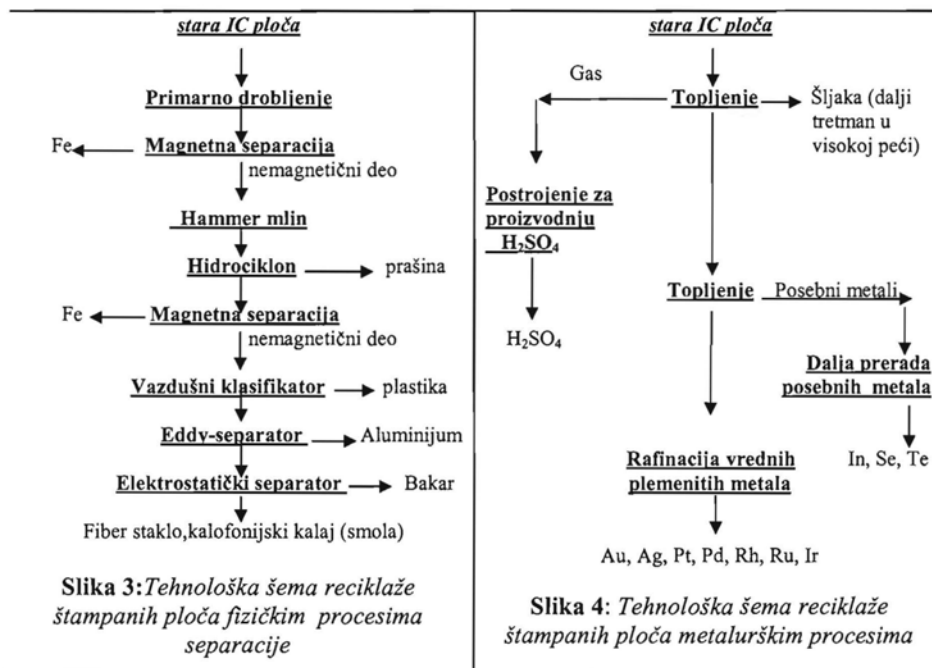 stara IC ploča
Primarno drobljenje
Fe
Magnetna separacija
nemagnetični deo
Hammer mlin
Hidrociklon
prašina
Fe
Magnetna separacija
nemagnetični deo
Vazdušni klasifikator
plastika
Eddy-separator
Aluminijum
Elektrostatički separator
Bakar
Fiber staklo,kalofonijski kalaj (smola)
Slika 3:Tehnološka šema reciklaže
štampanih ploča fizičkim procesima
separacije
stara IC ploča
Gas
Topljenje
Šljaka (dalji
tretman u
visokoj peći)
Postrojenje za
proizvodnju
H₂SO₄
H₂SO₄
Topljenje
Posebni metali
Dalja prerada
posebnih metala
In, Se, Te
Rafinacija vrednih
plemenitih metala
Au, Ag, Pt, Pd, Rh, Ru, Ir
Slika 4: Tehnološka šema reciklaže
štampanih ploča metalurškim procesima